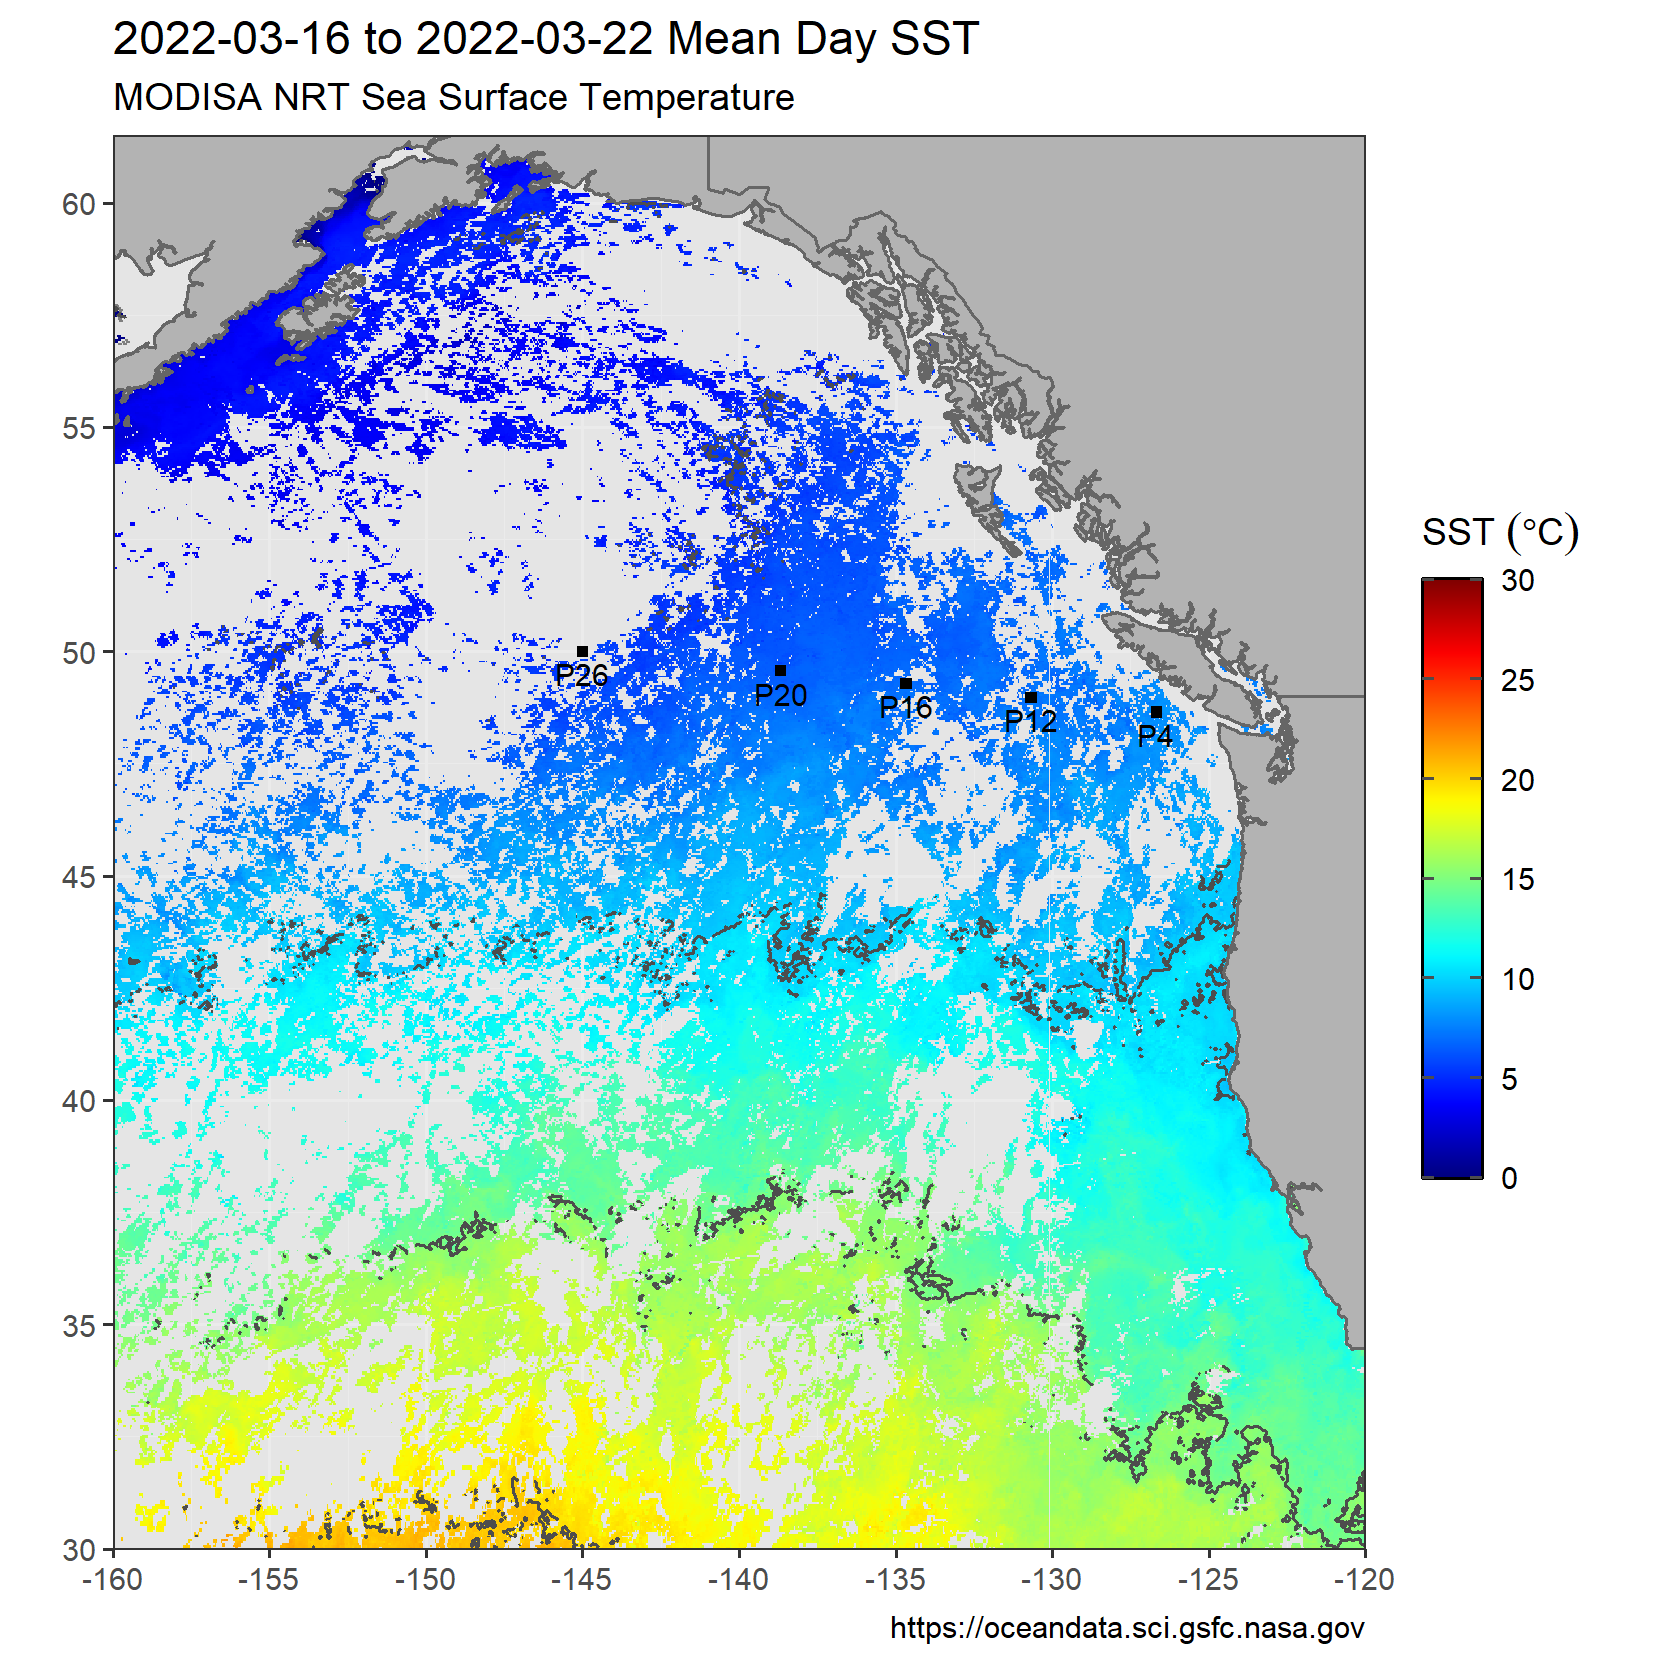 2022-03-16 to 2022-03-22 Mean Day SST
MODISA NRT Sea Surface Temperature
60
55
50
45
40
35
30
P26
P20
P16
P12
P4
SST (°C)
30
25
20
15
10
5
0
-160
-155
-150
-145
-140
-135
-130
-125
-120
https://oceandata.sci.gsfc.nasa.gov